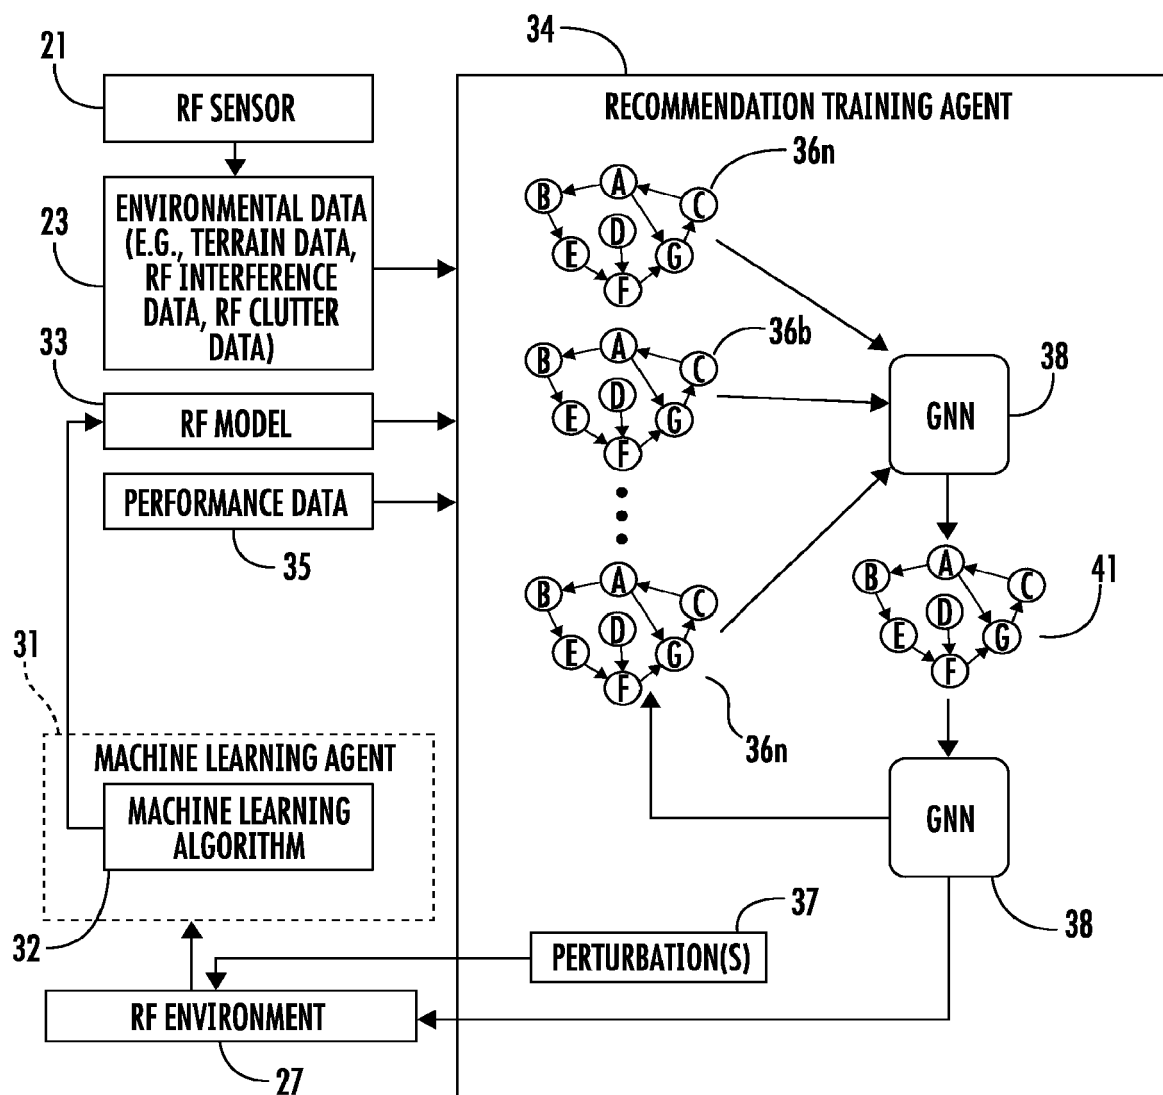 21
RF SENSOR
23
ENVIRONMENTAL DATA
(E.G., TERRAIN DATA,
RF INTERFERENCE
DATA, RF CLUTTER
DATA)
33
RF MODEL
PERFORMANCE DATA
35
31
MACHINE LEARNING AGENT
MACHINE LEARNING
ALGORITHM
32
RF ENVIRONMENT
27
34
RECOMMENDATION TRAINING AGENT
36n
A
B
C
D
E
G
F
36b
A
B
C
D
E
G
F
A
B
C
D
E
G
F
36n
GNN
38
A
B
C
D
E
G
F
41
GNN
38
37
PERTURBATION(S)